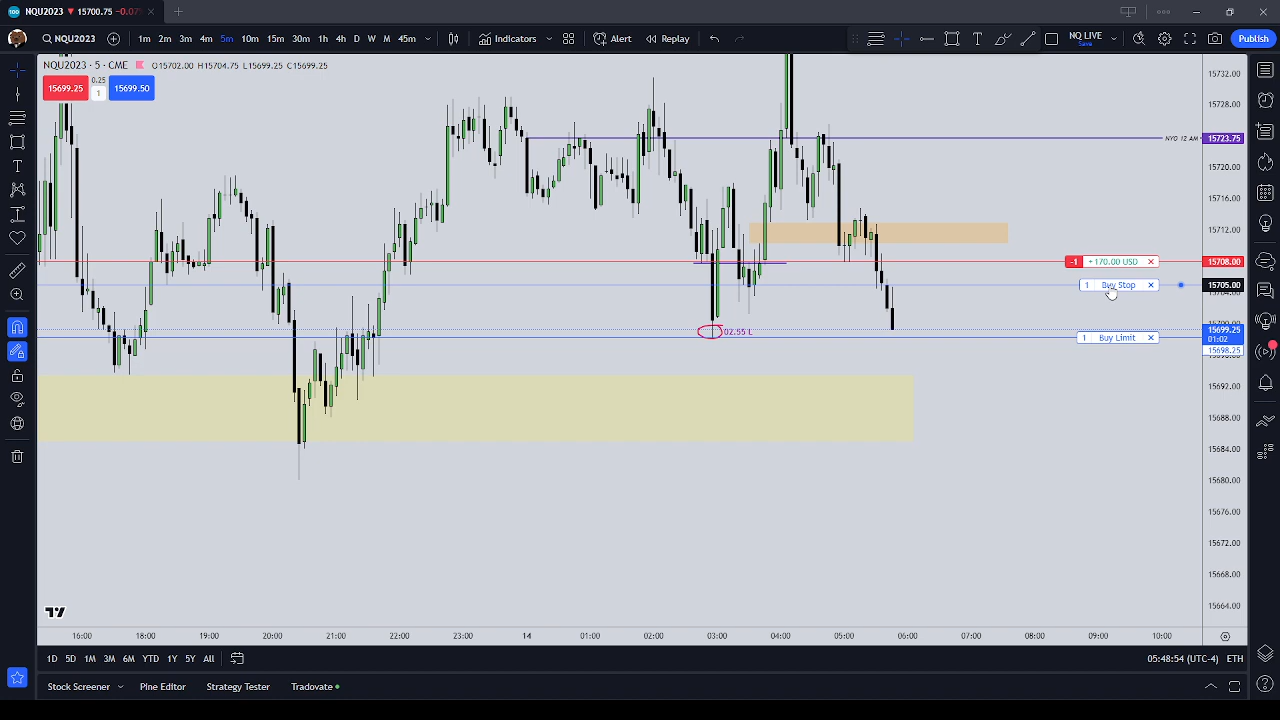 NQU2023 ▼ 15700.75 −0.07
NQU2023 1m 2m 3m 4m 5m 10m 15m 30m 1h 4h D W M 45m Indicators Alert Replay NQ LIVE Save Publish
NQU2023 · 5 · CME O15702.00 H15704.75 L15699.25 C15699.25
15699.25 0.25 1 15699.50
15732.00
15728.00
NYO 12 AM 15723.75
15720.00
15716.00
15712.00
-1 +170.00 USD 15708.00
1 Buy Stop 15705.00
02.55 L
15699.25
01:02
1 Buy Limit
15698.25
15692.00
15688.00
15684.00
15680.00
15676.00
15672.00
15668.00
15664.00
16:00 18:00 19:00 20:00 21:00 22:00 23:00 14 01:00 02:00 03:00 04:00 05:00 06:00 07:00 08:00 09:00 10:00
1D 5D 1M 3M 6M YTD 1Y 5Y All 05:48:54 (UTC-4) ETH
Stock Screener Pine Editor Strategy Tester Tradovate